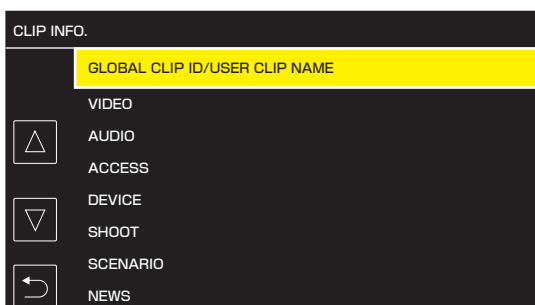 CLIP INFO.
GLOBAL CLIP ID/USER CLIP NAME
VIDEO
AUDIO
ACCESS
DEVICE
SHOOT
SCENARIO
NEWS